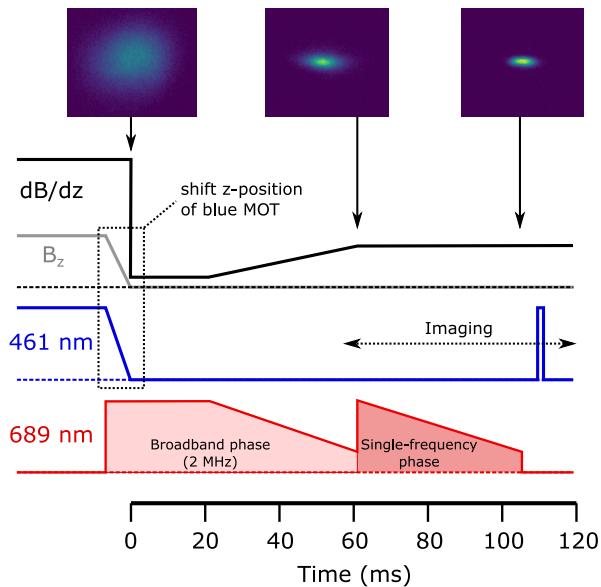 dB/dz
shift z-position
of blue MOT
B_z
461 nm
Imaging
689 nm
Broadband phase
(2 MHz)
Single-frequency
phase
0 20 40 60 80 100 120
Time (ms)